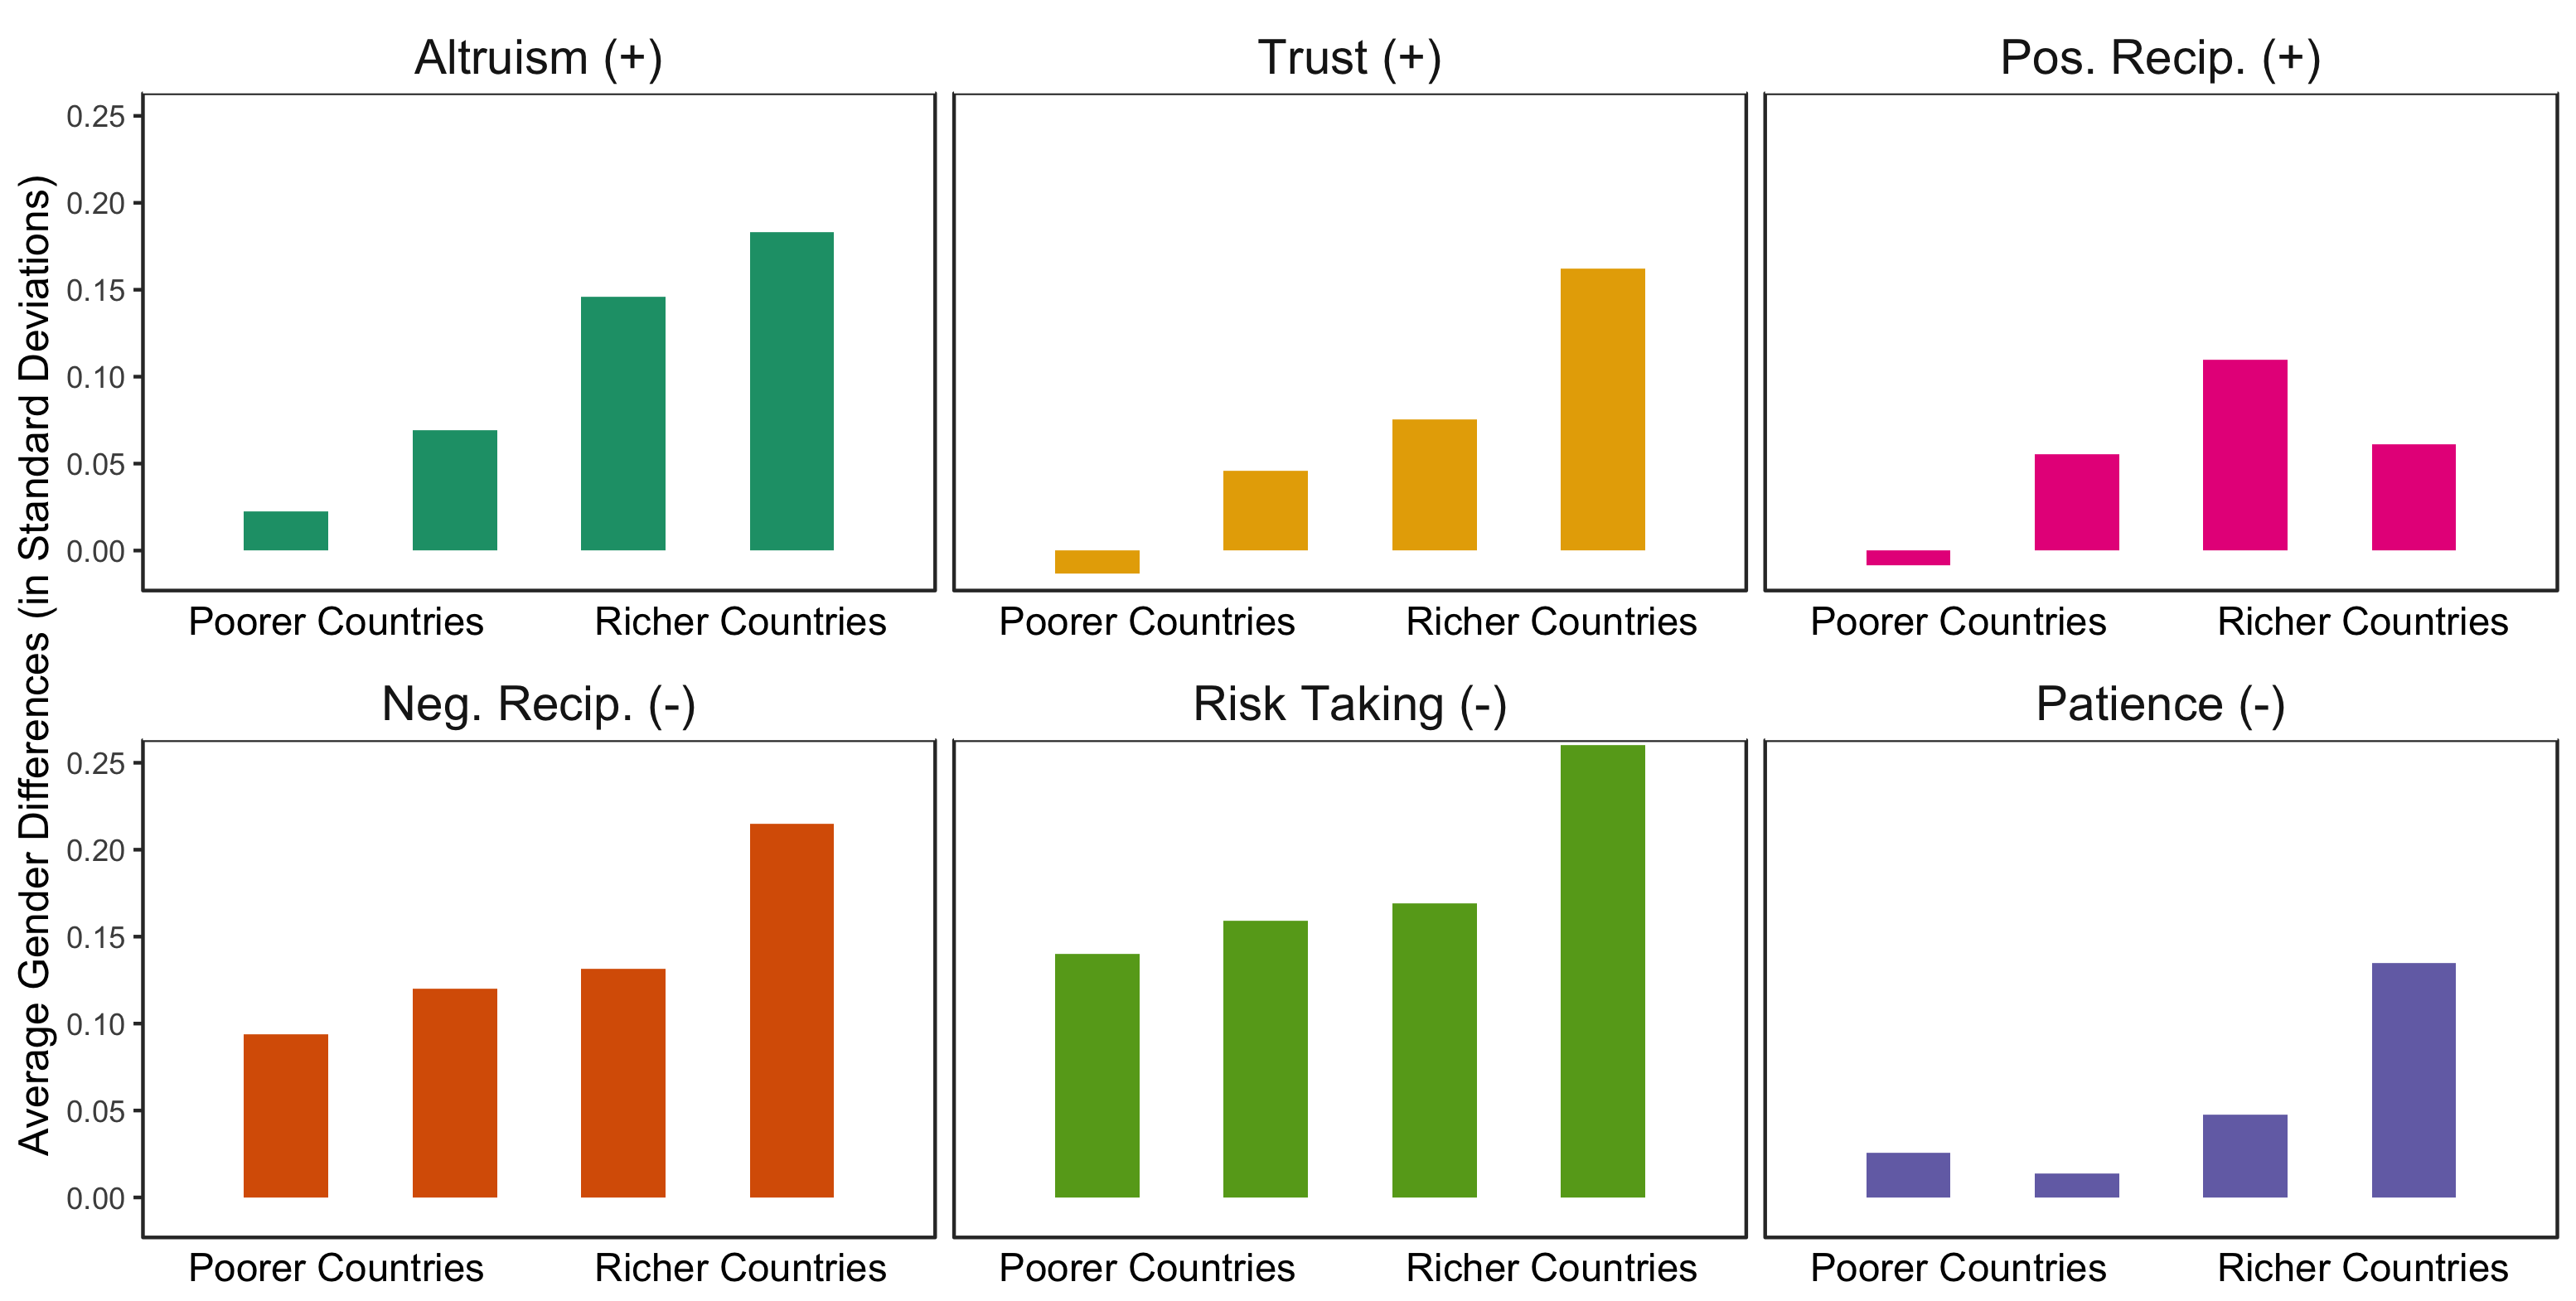 Average Gender Differences (in Standard Deviations)
Altruism (+)
0.25
0.20
0.15
0.10
0.05
0.00
Poorer Countries Richer Countries
Trust (+)
Poorer Countries Richer Countries
Pos. Recip. (+)
Poorer Countries Richer Countries
Neg. Recip. (-)
0.25
0.20
0.15
0.10
0.05
0.00
Poorer Countries Richer Countries
Risk Taking (-)
Poorer Countries Richer Countries
Patience (-)
Poorer Countries Richer Countries